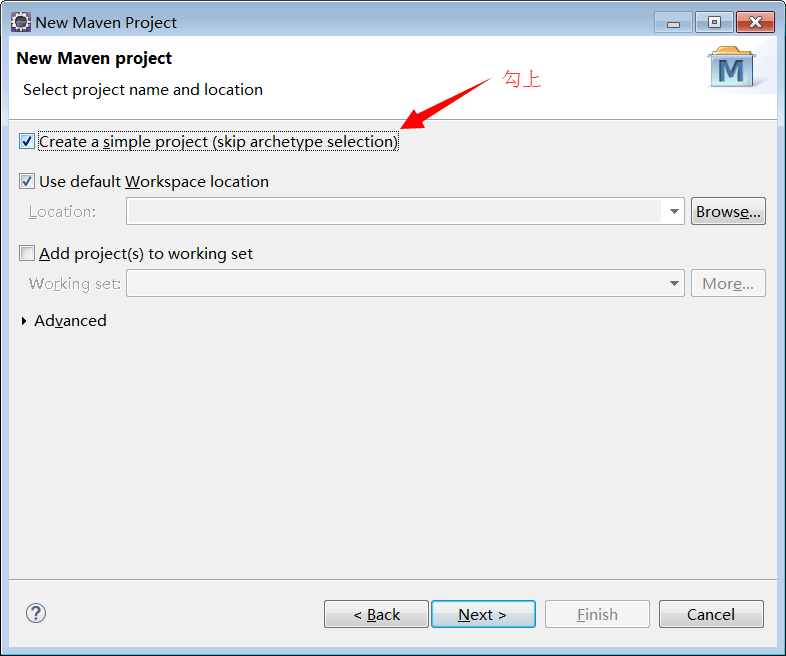 New Maven Project
New Maven project
Select project name and location
M
勾上
Create a simple project (skip archetype selection)
Use default Workspace location
Location:
Browse...
Add project(s) to working set
Working set:
More...
Advanced
?
< Back
Next >
Finish
Cancel